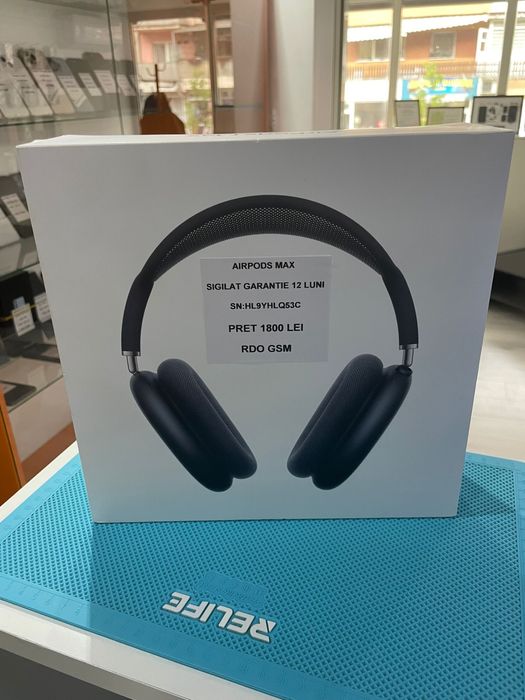 AIRPODS MAX
SIGILAT GARANTIE 12 LUNI
SN:HL9YHLQ53C
PRET 1800 LEI
RDO GSM
RELIFE